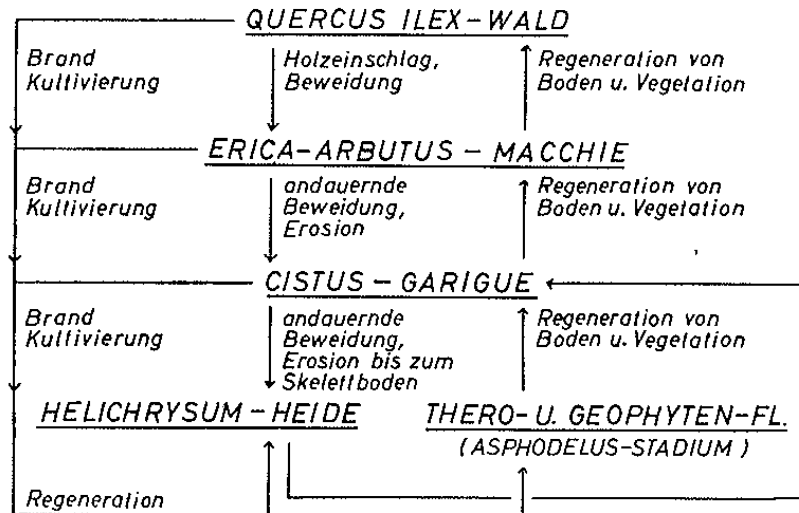 QUERCUS ILEX-WALD
Brand
Kultivierung
Holzeinschlag,
Beweidung
Regeneration von
Boden u. Vegetation
ERICA-ARBUTUS - MACCHIE
Brand
Kultivierung
andauernde
Beweidung,
Erosion
Regeneration von
Boden u. Vegetation
CISTUS - GARIGUE
Brand
Kultivierung
andauernde
Beweidung,
Erosion bis zum
Skelettboden
Regeneration von
Boden u. Vegetation
HELICHRYSUM-HEIDE
THERO- U. GEOPHYTEN-FL.
(ASPHODELUS-STADIUM)
Regeneration